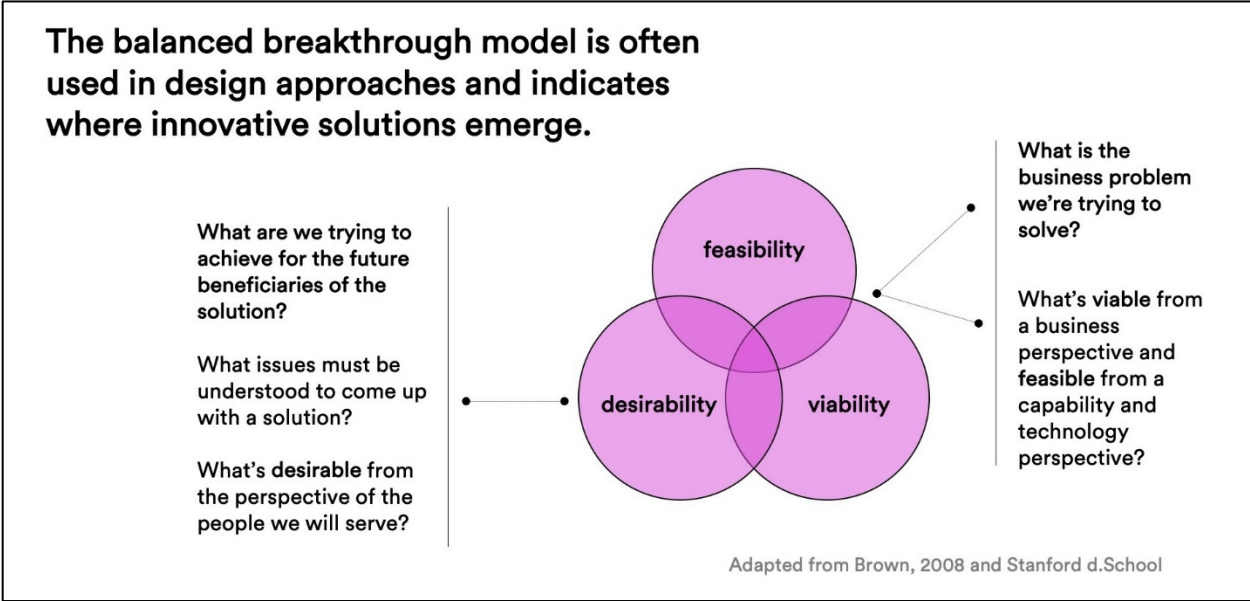 The balanced breakthrough model is often
used in design approaches and indicates
where innovative solutions emerge.
What are we trying to
achieve for the future
beneficiaries of the
solution?
What issues must be
understood to come up
with a solution?
What's desirable from
the perspective of the
people we will serve?
feasibility
desirability
viability
What is the
business problem
we're trying to
solve?
What's viable from
a business
perspective and
feasible from a
capability and
technology
perspective?
Adapted from Brown, 2008 and Stanford d.School